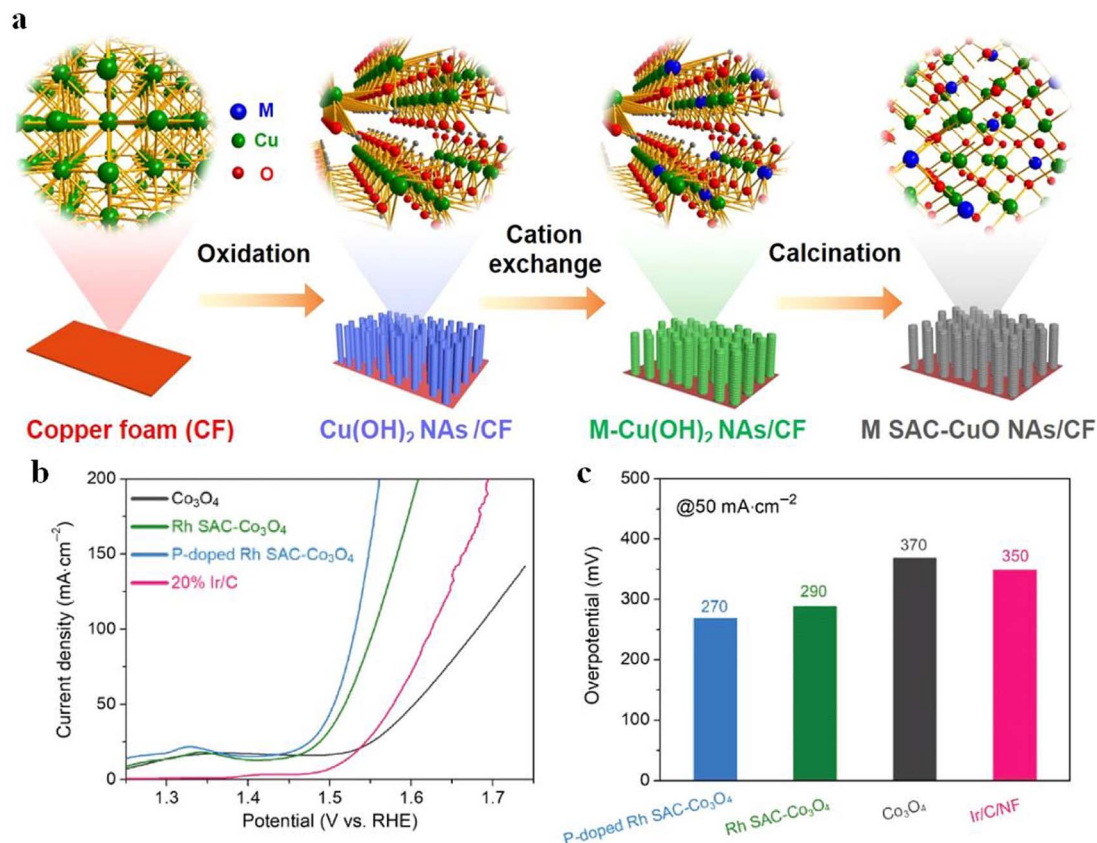 a
M
Cu
O
Oxidation
Cation
exchange
Calcination
Copper foam (CF)
Cu(OH)₂ NAs /CF
M-Cu(OH)₂ NAs/CF
M SAC-CuO NAs/CF
b
200
150
100
50
0
1.3
1.4
1.5
1.6
1.7
Current density (mA·cm⁻²)
Potential (V vs. RHE)
Co₃O₄
Rh SAC-Co₃O₄
P-doped Rh SAC-Co₃O₄
20% Ir/C
c
500
400
300
200
100
0
Overpotential (mV)
@50 mA·cm⁻²
270
290
370
350
P-doped Rh SAC-Co₃O₄
Rh SAC-Co₃O₄
Co₃O₄
Ir/C/NF